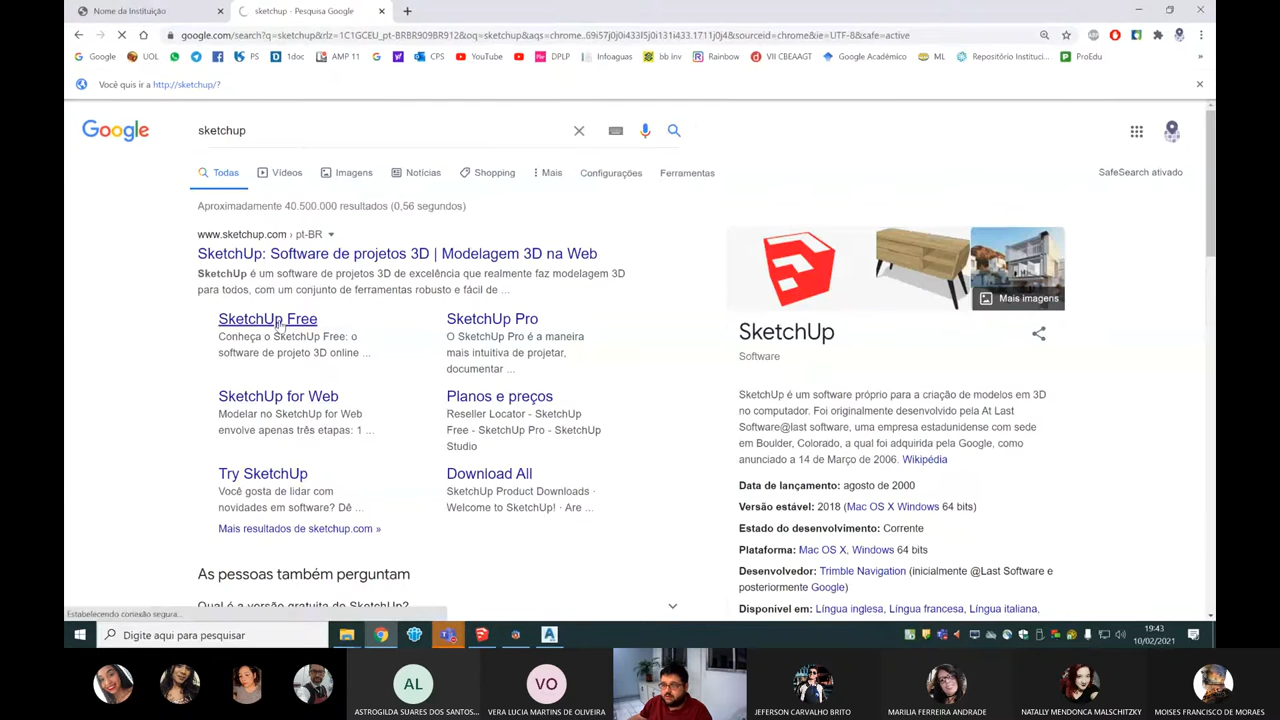 Nome da Instituição
sketchup - Pesquisa Google
google.com/search?q=sketchup&rlz=1C1GCEU_pt-BRBR909BR912&oq=sketchup&aqs=chrome..69i57j0j0i433l5j0i131i433.1711j0j4&sourceid=chrome&ie=UTF-8&safe=active
Google
UOL
PS
1doc
AMP 11
CPS
YouTube
DPLP
Infoaguas
bb Inv
Rainbow
VII CBEAAGT
Google Acadêmico
ML
Repositório Instituci...
ProEdu
Você quis ir a http://sketchup/?
Google
sketchup
Todas
Vídeos
Imagens
Notícias
Shopping
Mais
Configurações
Ferramentas
SafeSearch ativado
Aproximadamente 40.500.000 resultados (0,56 segundos)
www.sketchup.com › pt-BR
SketchUp: Software de projetos 3D | Modelagem 3D na Web
SketchUp é um software de projetos 3D de excelência que realmente faz modelagem 3D
para todos, com um conjunto de ferramentas robusto e fácil de ...
SketchUp Free
Conheça o SketchUp Free: o
software de projeto 3D online ...
SketchUp Pro
O SketchUp Pro é a maneira
mais intuitiva de projetar,
documentar ...
SketchUp for Web
Modelar no SketchUp for Web
envolve apenas três etapas: 1 ...
Planos e preços
Reseller Locator - SketchUp
Free - SketchUp Pro - SketchUp
Studio
Try SketchUp
Você gosta de lidar com
novidades em software? Dê ...
Download All
SketchUp Product Downloads ·
Welcome to SketchUp! · Are ...
Mais resultados de sketchup.com »
As pessoas também perguntam
Qual é a versão gratuita do SketchUp?
Mais imagens
SketchUp
Software
SketchUp é um software próprio para a criação de modelos em 3D
no computador. Foi originalmente desenvolvido pela At Last
Software@last software, uma empresa estadunidense com sede
em Boulder, Colorado, a qual foi adquirida pela Google, como
anunciado a 14 de Março de 2006. Wikipédia
Data de lançamento: agosto de 2000
Versão estável: 2018 (Mac OS X Windows 64 bits)
Estado do desenvolvimento: Corrente
Plataforma: Mac OS X, Windows 64 bits
Desenvolvedor: Trimble Navigation (inicialmente @Last Software e
posteriormente Google)
Disponível em: Língua inglesa, Língua francesa, Língua italiana,
Estabelecendo conexão segura...
Digite aqui para pesquisar
19:43
10/02/2021
AL
ASTROGILDA SUARES DOS SANTOS...
VO
VERA LUCIA MARTINS DE OLIVEIRA
JEFERSON CARVALHO BRITO
MARILIA FERREIRA ANDRADE
NATALLY MENDONCA MALSCHITZKY
MOISES FRANCISCO DE MORAES